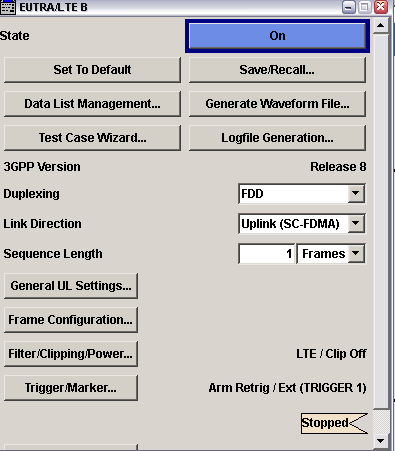 EUTRA/LTE B
State On
Set To Default Save/Recall...
Data List Management... Generate Waveform File...
Test Case Wizard... Logfile Generation...
3GPP Version Release 8
Duplexing FDD
Link Direction Uplink (SC-FDMA)
Sequence Length 1 Frames
General UL Settings...
Frame Configuration...
Filter/Clipping/Power... LTE / Clip Off
Trigger/Marker... Arm Retrig / Ext (TRIGGER 1)
Stopped